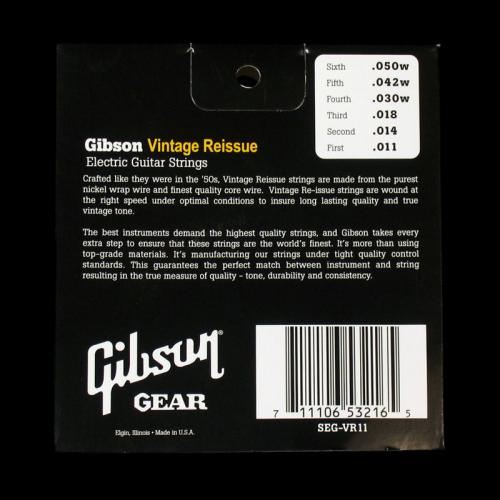 Sixth .050w
Fifth .042w
Fourth .030w
Third .018
Second .014
First .011
Gibson Vintage Reissue
Electric Guitar Strings
Crafted like they were in the '50s, Vintage Reissue strings are made from the purest
nickel wrap wire and finest quality core wire. Vintage Re-issue strings are wound at
the right speed under optimal conditions to insure long lasting quality and true
vintage tone.
The best instruments demand the highest quality strings, and Gibson takes every
extra step to ensure that these strings are the world's finest. It's more than using
top-grade materials. It's manufacturing our strings under tight quality control
standards. This guarantees the perfect match between instrument and string
resulting in the true measure of quality – tone, durability and consistency.
Gibson®
GEAR
Elgin, Illinois • Made in U.S.A.
7 11106 53216 5
SEG-VR11